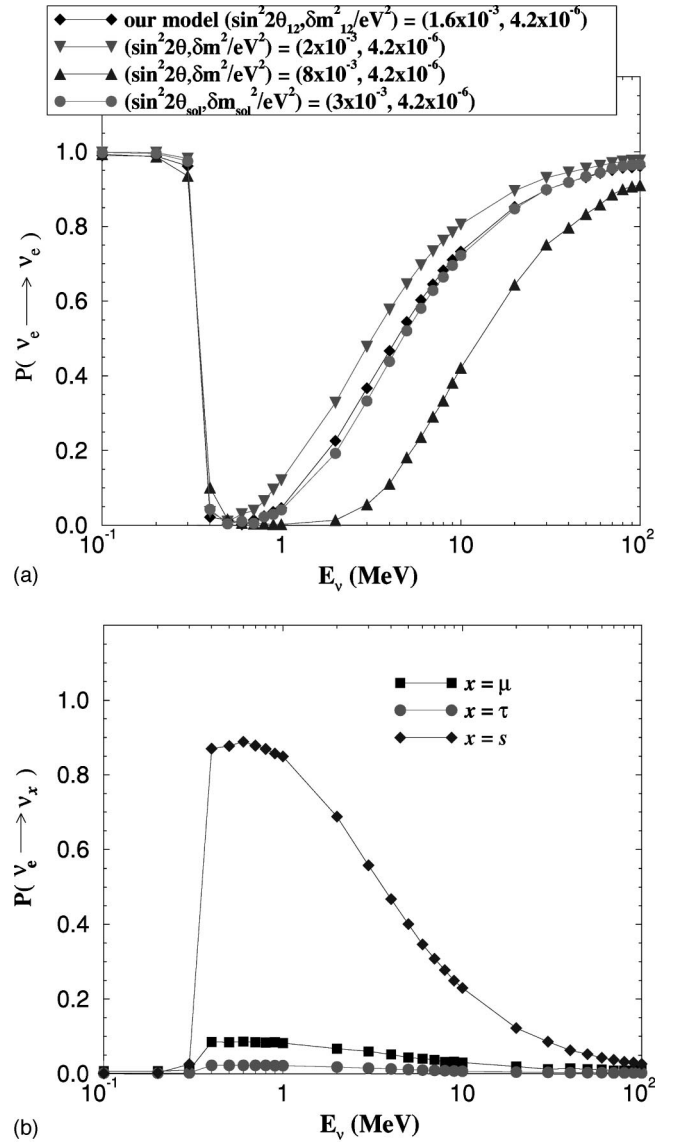 our model (sin²2θ₁₂,δm²₁₂/eV²) = (1.6x10⁻³, 4.2x10⁻⁶)
(sin²2θ,δm²/eV²) = (2x10⁻³, 4.2x10⁻⁶)
(sin²2θ,δm²/eV²) = (8x10⁻³, 4.2x10⁻⁶)
(sin²2θₛₒₗ,δmₛₒₗ²/eV²) = (3x10⁻³, 4.2x10⁻⁶)
1.0
0.8
0.6
0.4
0.2
0.0
P( νₑ ⟶ νₑ )
10⁻¹ 1 10 10²
E_ν (MeV)
(a)
x = μ
x = τ
x = s
1.0
0.8
0.6
0.4
0.2
0.0
P( νₑ ⟶ νₓ )
10⁻¹ 1 10 10²
E_ν (MeV)
(b)